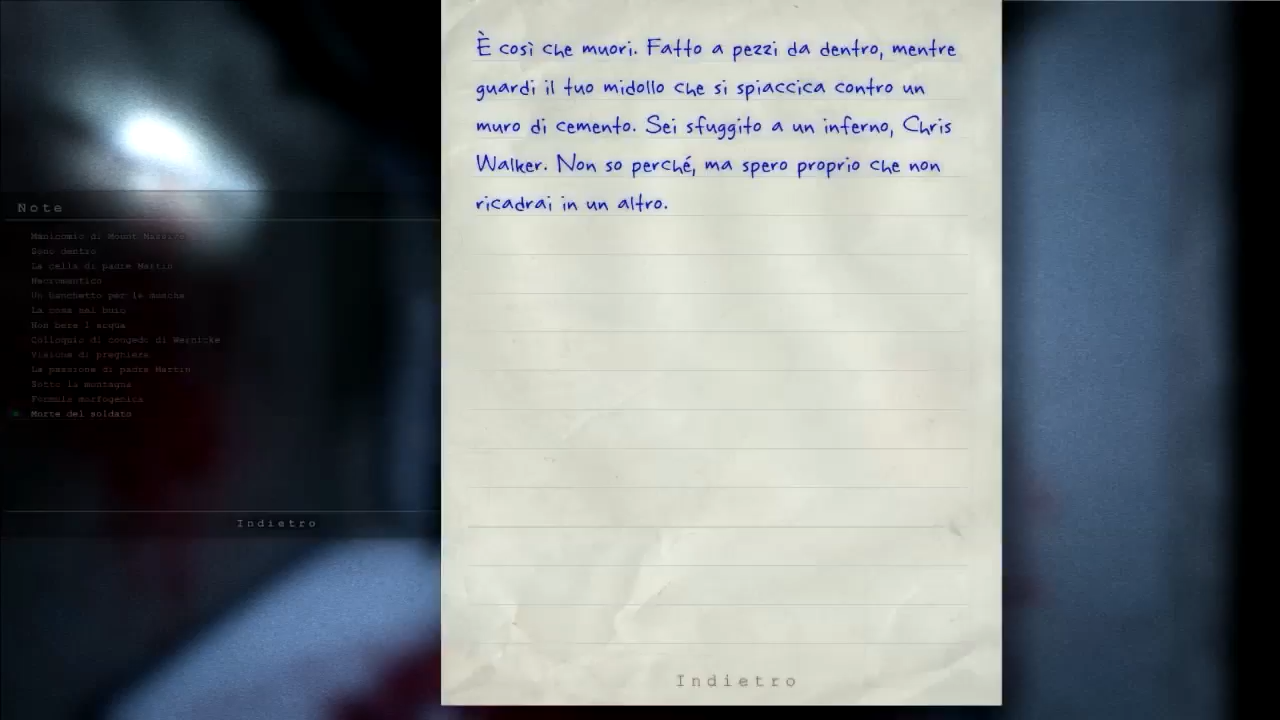 È così che muori. Fatto a pezzi da dentro, mentre
guardi il tuo midollo che si spiaccica contro un
muro di cemento. Sei sfuggito a un inferno, Chris
Walker. Non so perché, ma spero proprio che non
ricadrai in un altro.
Indietro
Note
Manicomio di Mount Massive
Sono dentro
La cella di padre Martin
Necromantico
Un banchetto per le mosche
La cosa nel buio
Non bere l'acqua
Colloquio di congedo di Wernicke
Visione di preghiera
La passione di padre Martin
Sotto la montagna
Formula morfogenica
Morte del soldato
Indietro